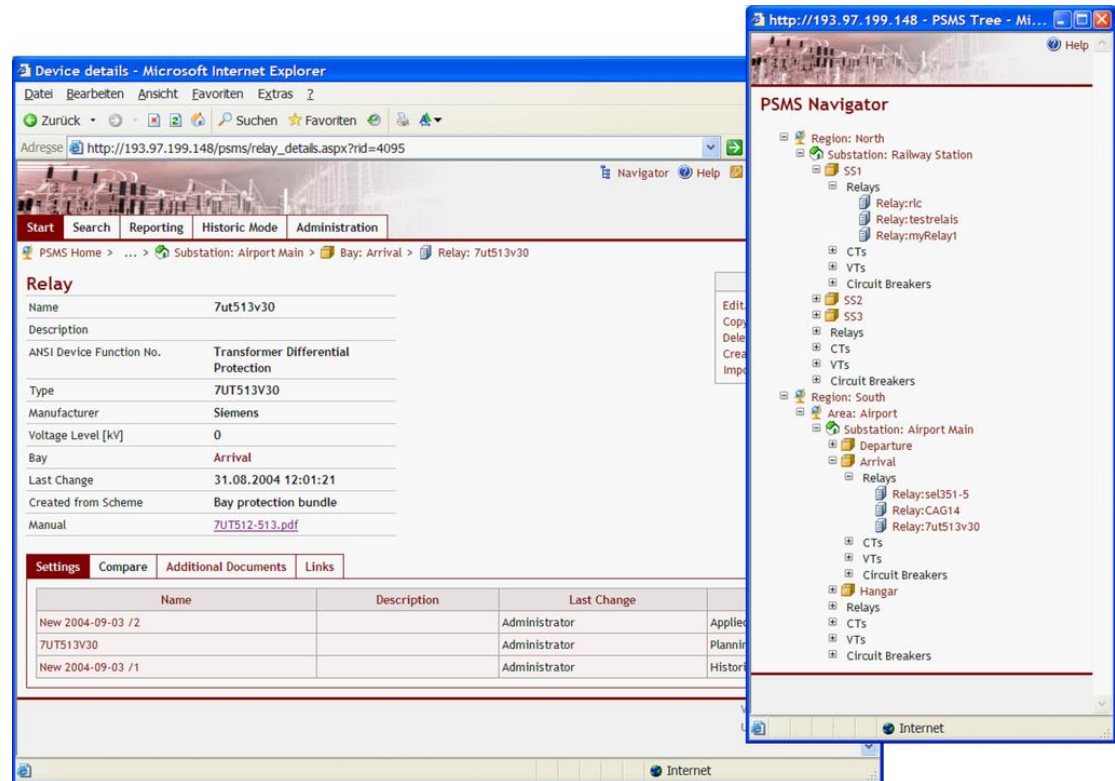 http://193.97.199.148 - PSMS Tree - Mi...
Help
PSMS Navigator
Region: North
Substation: Railway Station
SS1
Relays
Relay:rlc
Relay:testrelais
Relay:myRelay1
CTs
VTs
Circuit Breakers
SS2
SS3
Relays
CTs
VTs
Circuit Breakers
Region: South
Area: Airport
Substation: Airport Main
Departure
Arrival
Relays
Relay:sel351-5
Relay:CAG14
Relay:7ut513v30
CTs
VTs
Circuit Breakers
Hangar
Relays
CTs
VTs
Circuit Breakers
Internet
Device details - Microsoft Internet Explorer
Datei Bearbeiten Ansicht Favoriten Extras ?
Zurück Suchen Favoriten
Adresse http://193.97.199.148/psms/relay_details.aspx?rid=4095
Navigator Help
Start Search Reporting Historic Mode Administration
PSMS Home > ... > Substation: Airport Main > Bay: Arrival > Relay: 7ut513v30
Relay
Name 7ut513v30
Description
ANSI Device Function No. Transformer Differential
Protection
Type 7UT513V30
Manufacturer Siemens
Voltage Level [kV] 0
Bay Arrival
Last Change 31.08.2004 12:01:21
Created from Scheme Bay protection bundle
Manual 7UT512-513.pdf
Edit
Copy
Dele
Crea
Impo
Settings Compare Additional Documents Links
Name Description Last Change
New 2004-09-03 /2 Administrator Applie
7UT513V30 Administrator Plannin
New 2004-09-03 /1 Administrator Histori
Internet